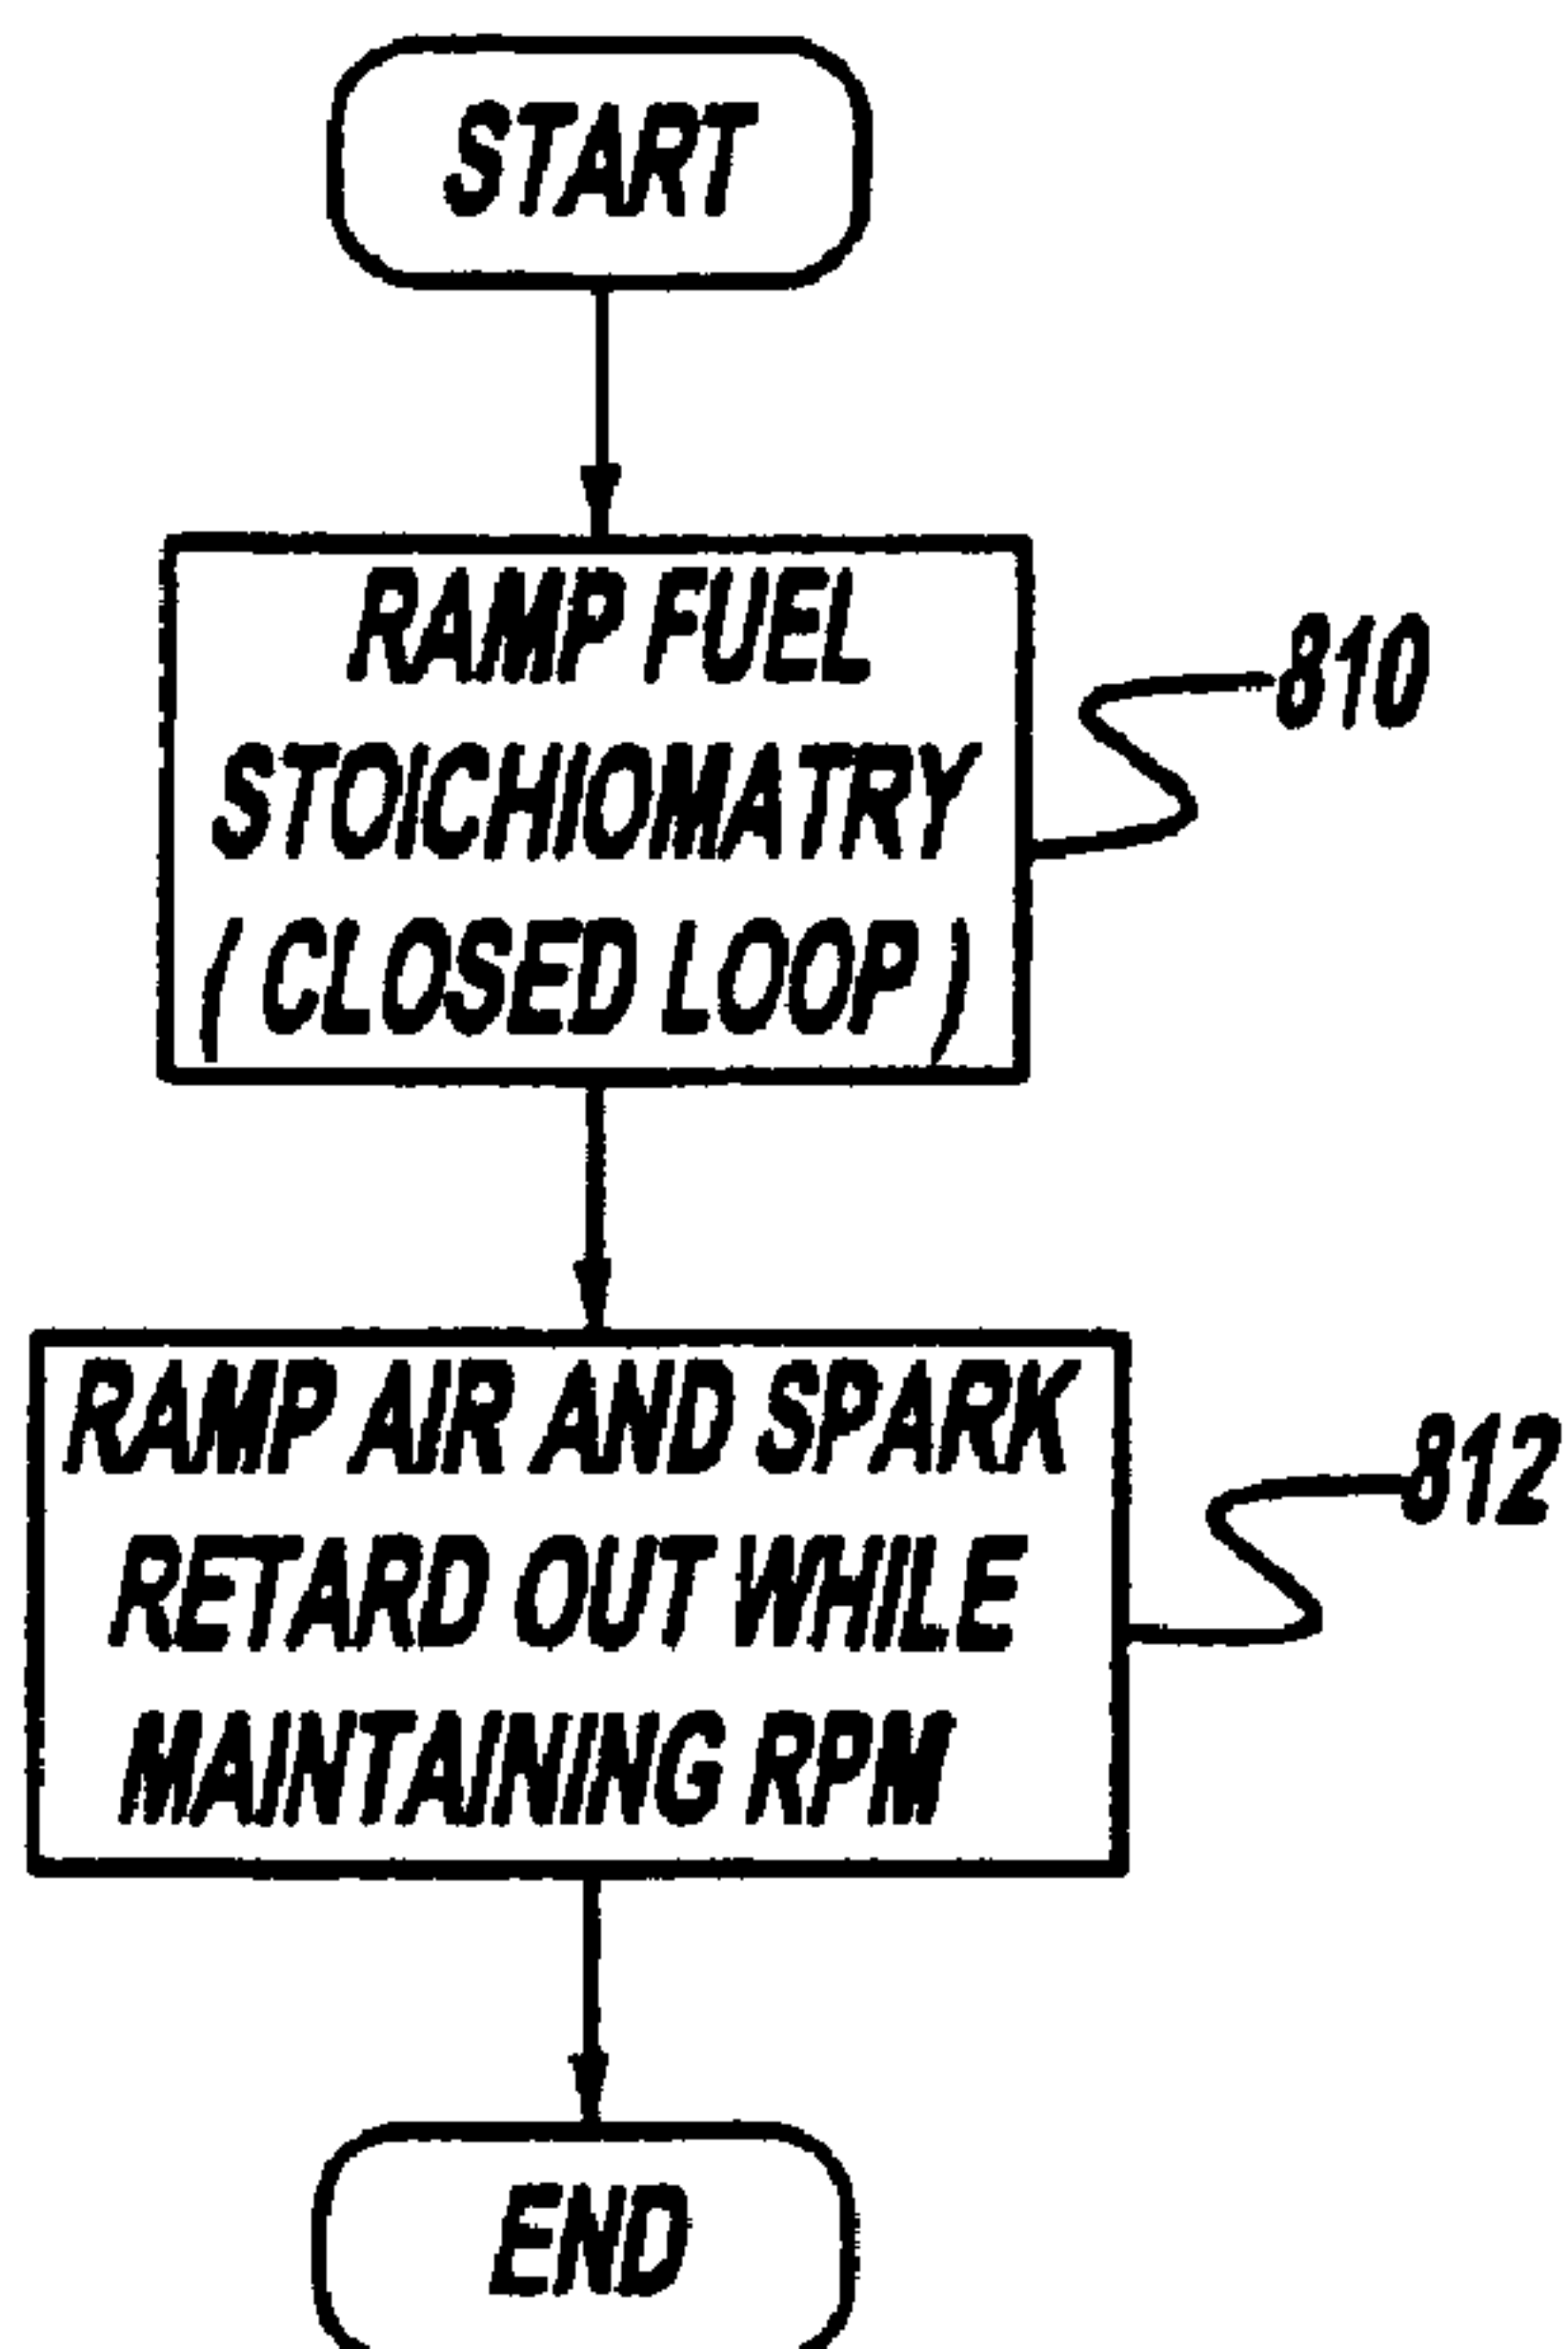 START
RAMP FUEL
STOICHIOMATRY
(CLOSED LOOP)
810
RAMP AIR AND SPARK
RETARD OUT WHILE
MAINTAINING RPM
812
END